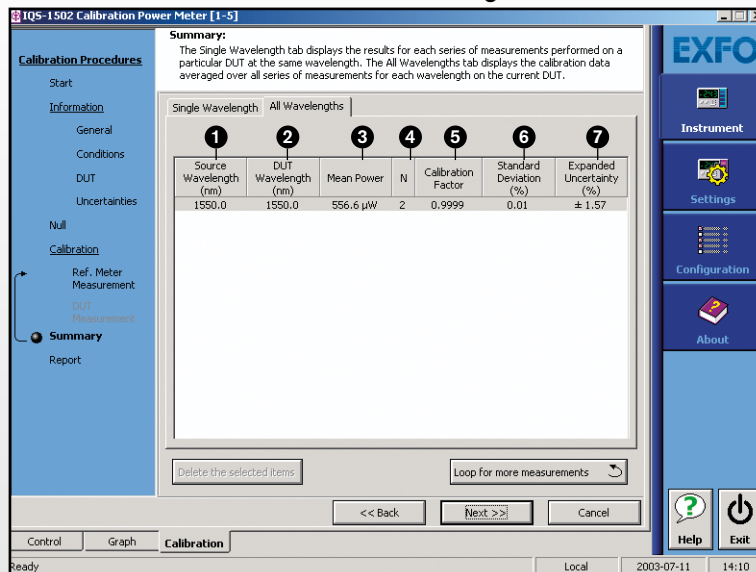 IQS-1502 Calibration Power Meter [1-5]
Calibration Procedures
Start
Information
General
Conditions
DUT
Uncertainties
Null
Calibration
Ref. Meter
Measurement
DUT
Measurement
Summary
Report
Summary:
The Single Wavelength tab displays the results for each series of measurements performed on a
particular DUT at the same wavelength. The All Wavelengths tab displays the calibration data
averaged over all series of measurements for each wavelength on the current DUT.
Single Wavelength All Wavelengths
1 2 3 4 5 6 7
Source Wavelength (nm) DUT Wavelength (nm) Mean Power N Calibration Factor Standard Deviation (%) Expanded Uncertainty (%)
1550.0 1550.0 556.6 µW 2 0.9999 0.01 ± 1.57
Delete the selected items
Loop for more measurements
<< Back Next >> Cancel
EXFO
Instrument
Settings
Configuration
About
Help Exit
Control Graph Calibration
Ready Local 2003-07-11 14:10